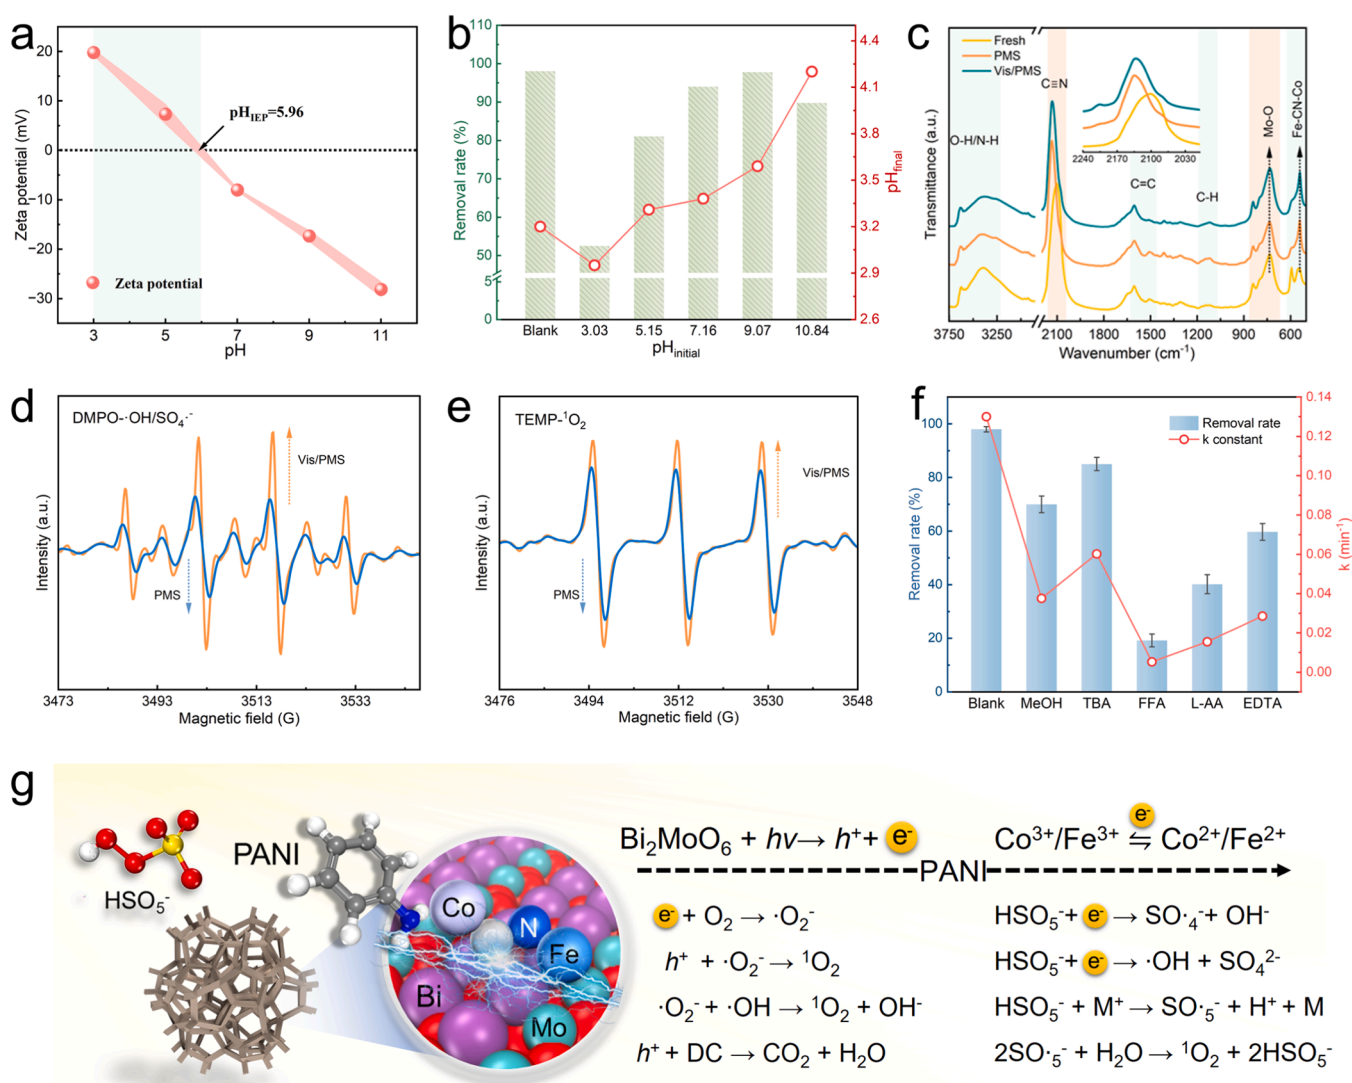 a
20
10
0
−10
−20
−30
Zeta potential (mV)
pH_IEP=5.96
Zeta potential
3
5
7
9
11
pH
b
110
100
90
80
70
60
50
5
0
Removal rate (%)
4.4
4.1
3.8
3.5
3.2
2.9
2.6
pH_final
Blank
3.03
5.15
7.16
9.07
10.84
pH_initial
c
Fresh
PMS
Vis/PMS
C≡N
O-H/N-H
2240
2170
2100
2030
C=C
C-H
Mo-O
Fe-CN-Co
Transmittance (a.u.)
3750
3250
2100
1800
1500
1200
900
600
Wavenumber (cm⁻¹)
d
DMPO-·OH/SO₄·⁻
Vis/PMS
PMS
Intensity (a.u.)
3473
3493
3513
3533
Magnetic field (G)
e
TEMP-¹O₂
Vis/PMS
PMS
Intensity (a.u.)
3476
3494
3512
3530
3548
Magnetic field (G)
f
100
80
60
40
20
0
Removal rate (%)
Removal rate
k constant
0.14
0.12
0.10
0.08
0.06
0.04
0.02
0.00
k (min⁻¹)
Blank
MeOH
TBA
FFA
L-AA
EDTA
g
HSO₅⁻
PANI
Co
N
Fe
Bi
Mo
Bi₂MoO₆ + hν→ h⁺+ e⁻
PANI
Co³⁺/Fe³⁺ ⇋ Co²⁺/Fe²⁺
e⁻
e⁻ + O₂ → ·O₂⁻
h⁺ + ·O₂⁻→ ¹O₂
·O₂⁻+ ·OH → ¹O₂ + OH⁻
h⁺ + DC → CO₂ + H₂O
HSO₅⁻+ e⁻ → SO·₄⁻+ OH⁻
HSO₅⁻+ e⁻ → ·OH + SO₄²⁻
HSO₅⁻ + M⁺ → SO·₅⁻ + H⁺ + M
2SO·₅⁻ + H₂O → ¹O₂ + 2HSO₅⁻